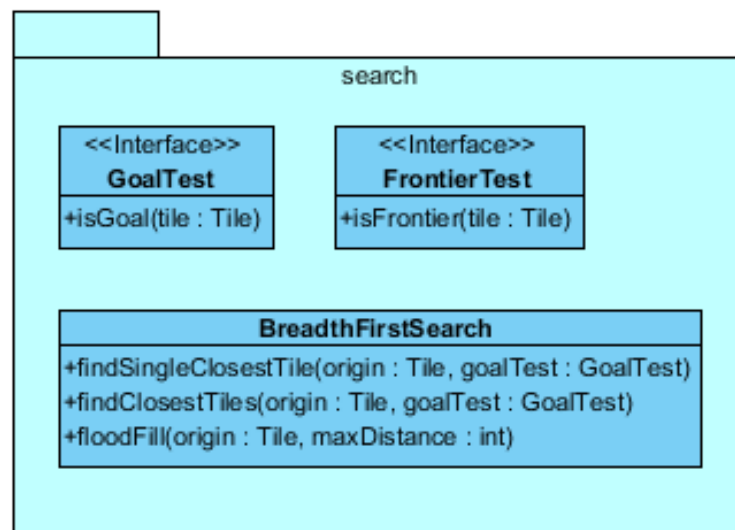 search
<<Interface>>
GoalTest
+isGoal(tile : Tile)
<<Interface>>
FrontierTest
+isFrontier(tile : Tile)
BreadthFirstSearch
+findSingleClosestTile(origin : Tile, goalTest : GoalTest)
+findClosestTiles(origin : Tile, goalTest : GoalTest)
+floodFill(origin : Tile, maxDistance : int)